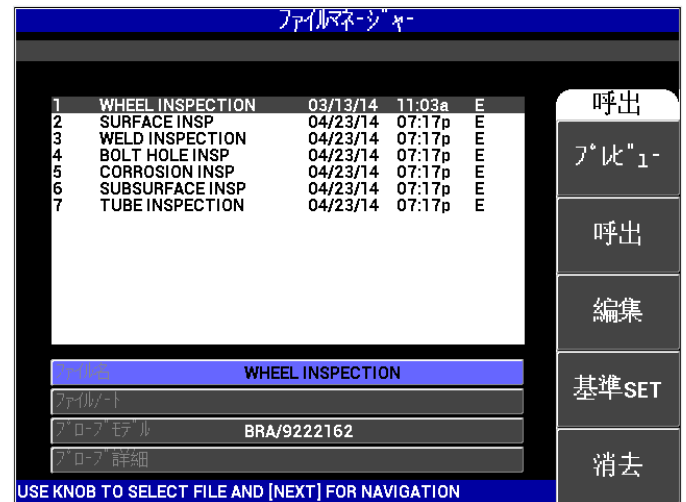 ﾌｧｲﾙﾏﾈｰｼﾞｬｰ
1 WHEEL INSPECTION 03/13/14 11:03a E
2 SURFACE INSP 04/23/14 07:17p E
3 WELD INSPECTION 04/23/14 07:17p E
4 BOLT HOLE INSP 04/23/14 07:17p E
5 CORROSION INSP 04/23/14 07:17p E
6 SUBSURFACE INSP 04/23/14 07:17p E
7 TUBE INSPECTION 04/23/14 07:17p E
ﾌｧｲﾙ名 WHEEL INSPECTION
ﾌｧｲﾙﾉｰﾄ
ﾌﾟﾛｰﾌﾞﾓﾃﾞﾙ BRA/9222162
ﾌﾟﾛｰﾌﾞ詳細
呼出
ﾌﾟﾚﾋﾞｭｰ
呼出
編集
基準SET
消去
USE KNOB TO SELECT FILE AND [NEXT] FOR NAVIGATION